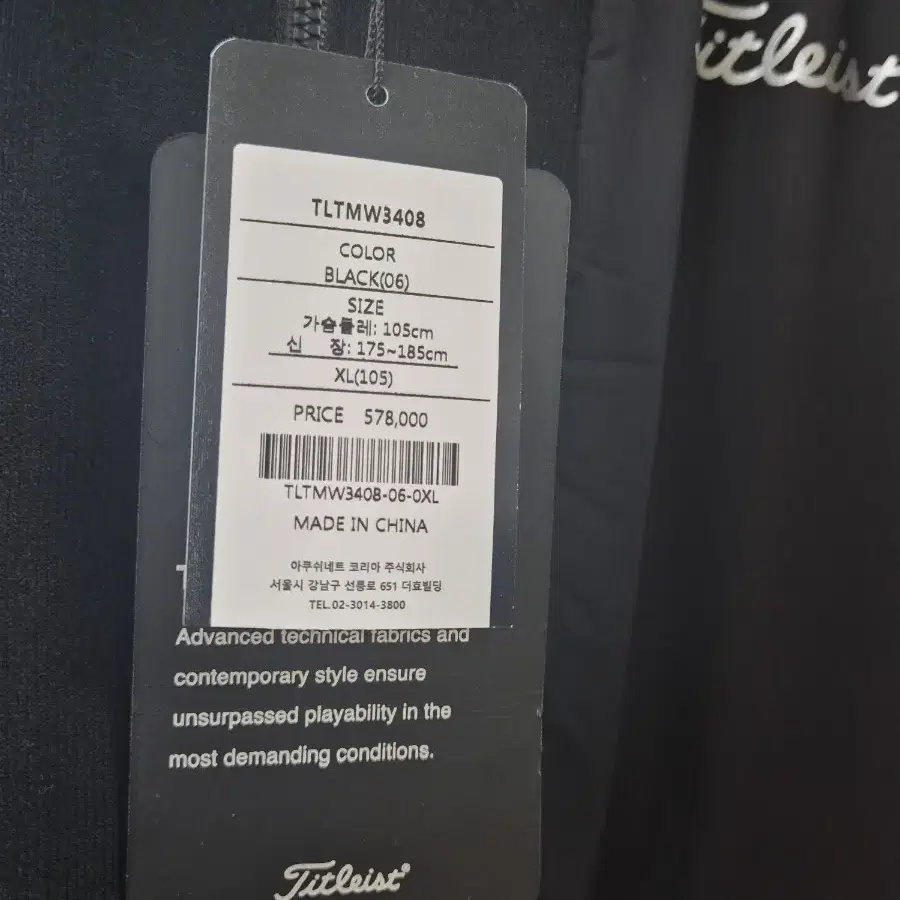 Titleist
TLTMW3408
COLOR
BLACK(06)
SIZE
가슴둘레: 105cm
신 장: 175~185cm
XL(105)
PRICE 578,000
TLTMW3408-06-0XL
MADE IN CHINA
아쿠쉬네트 코리아 주식회사
서울시 강남구 선릉로 651 더효빌딩
TEL.02-3014-3800
Advanced technical fabrics and
contemporary style ensure
unsurpassed playability in the
most demanding conditions.
Titleist®